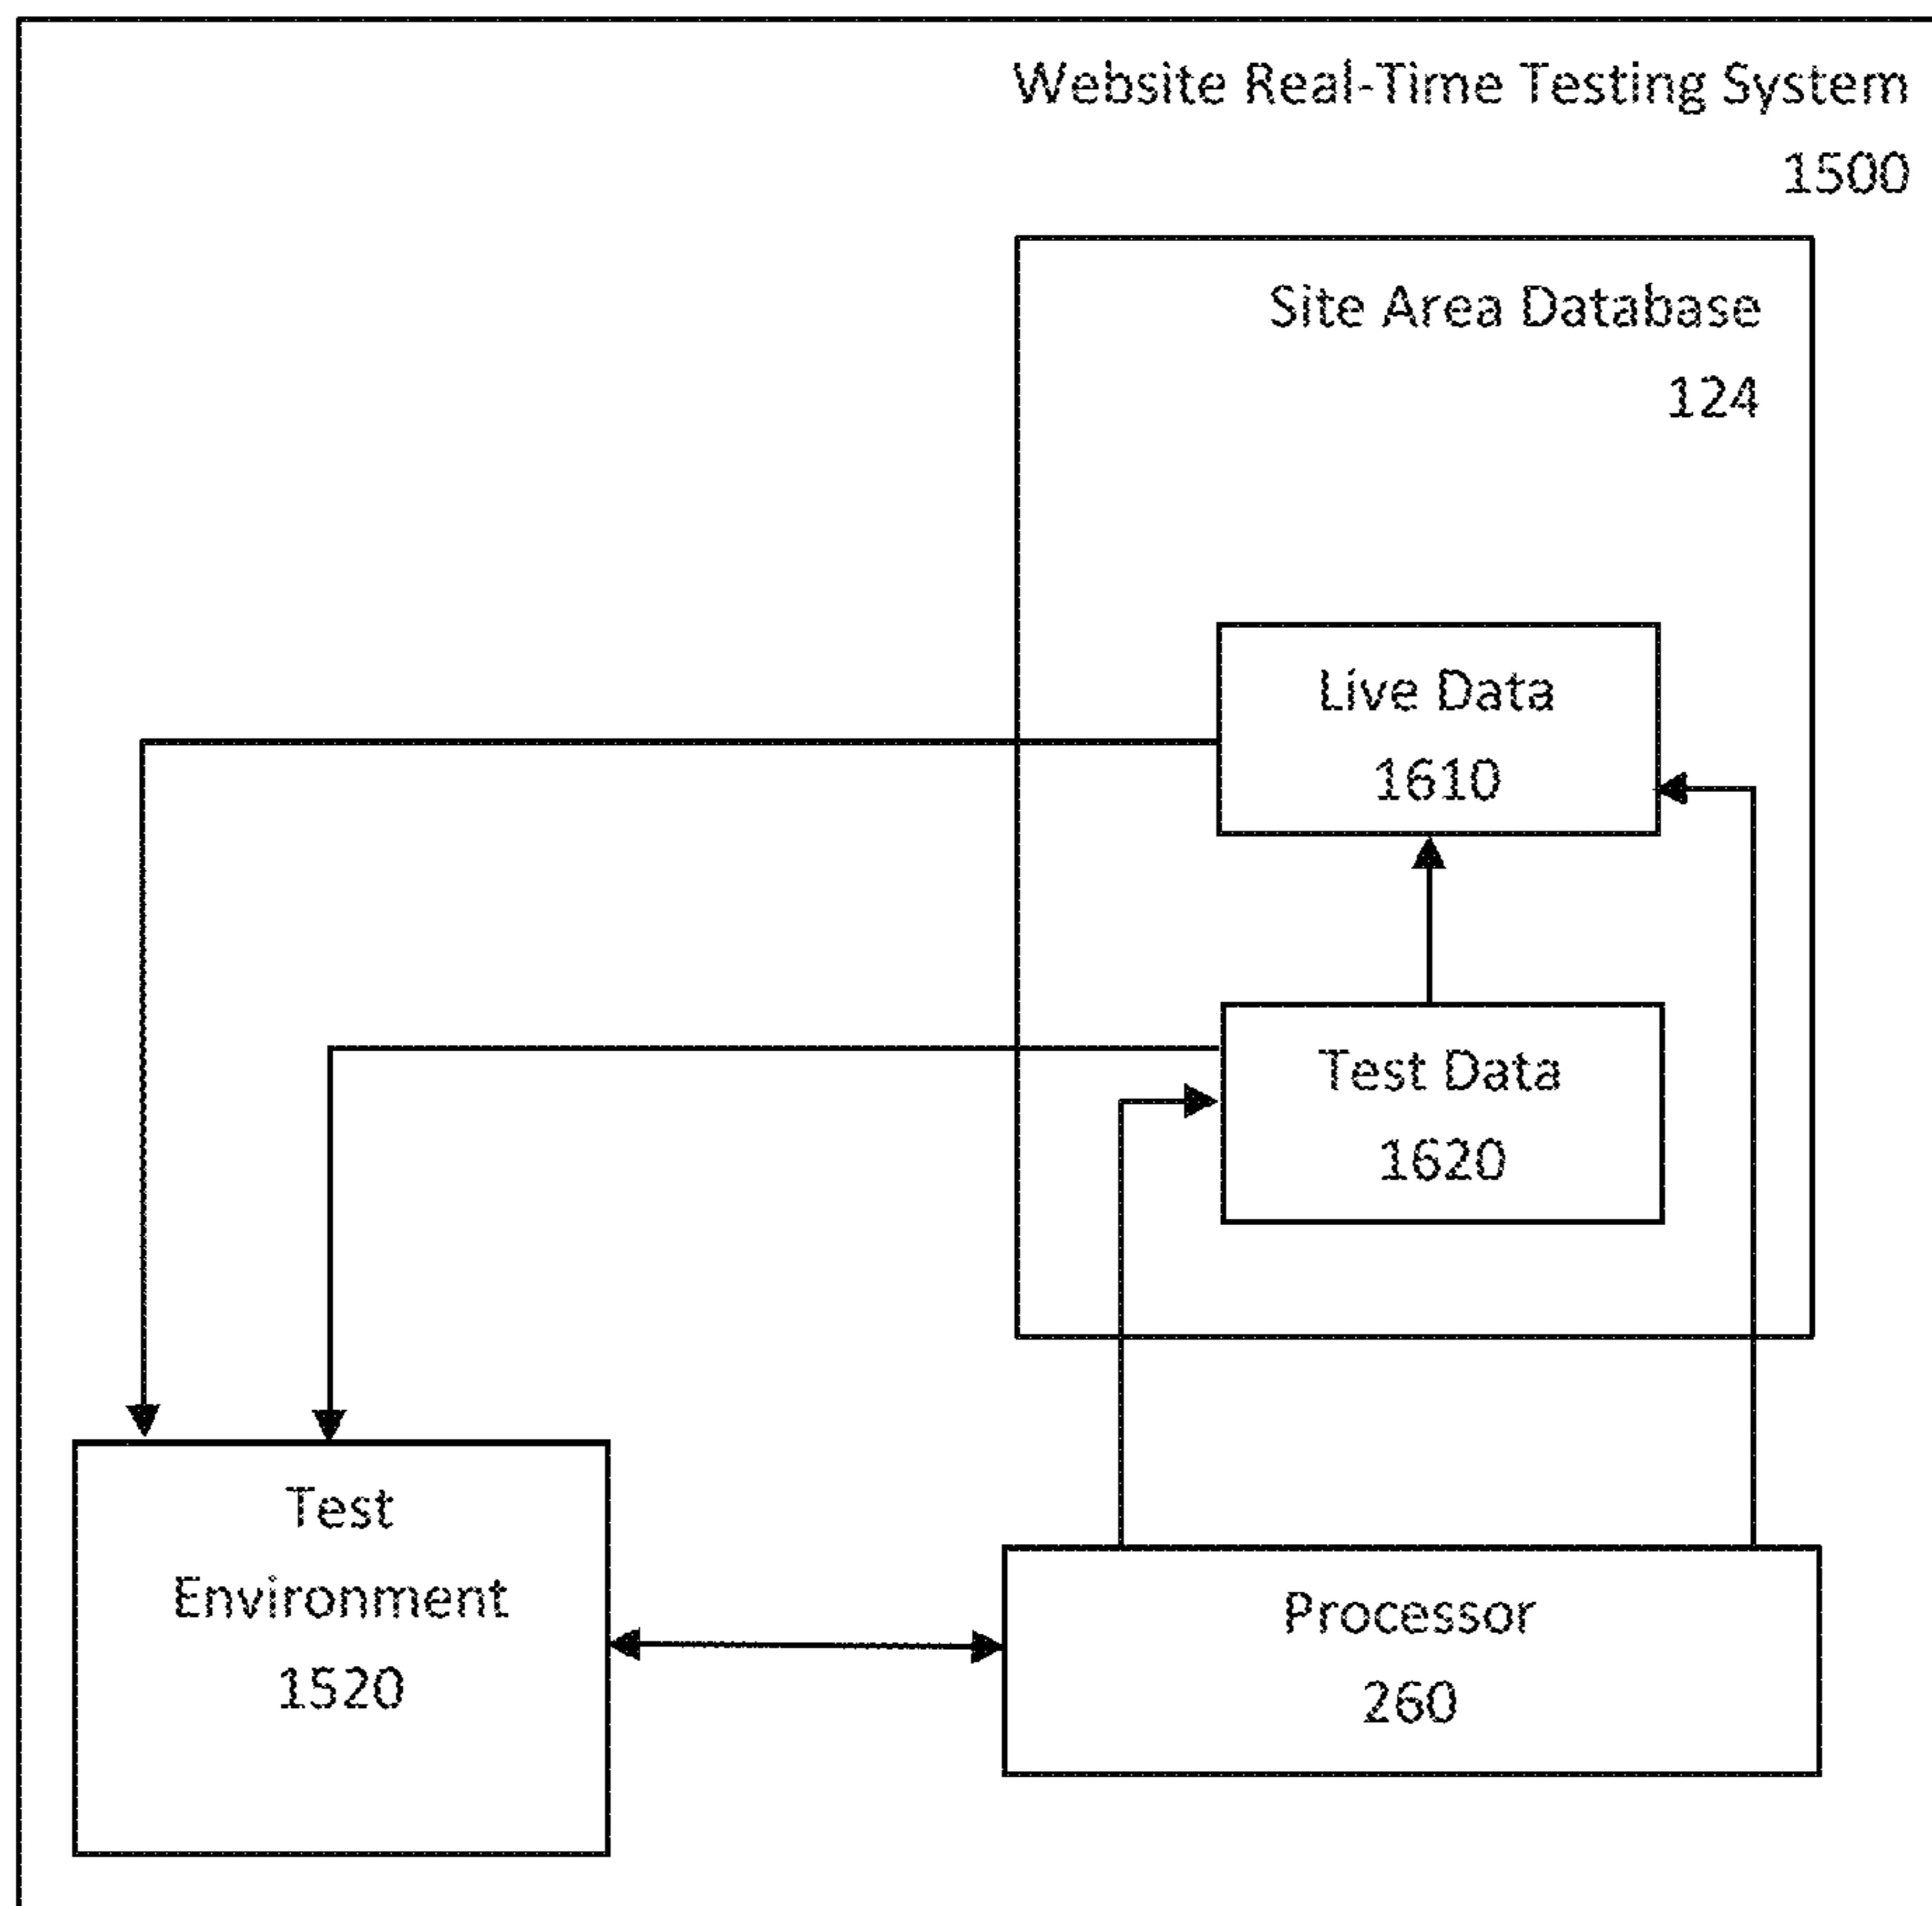 Website Real-Time Testing System
1500
Site Area Database
124
Live Data
1610
Test Data
1620
Test
Environment
1520
Processor
260